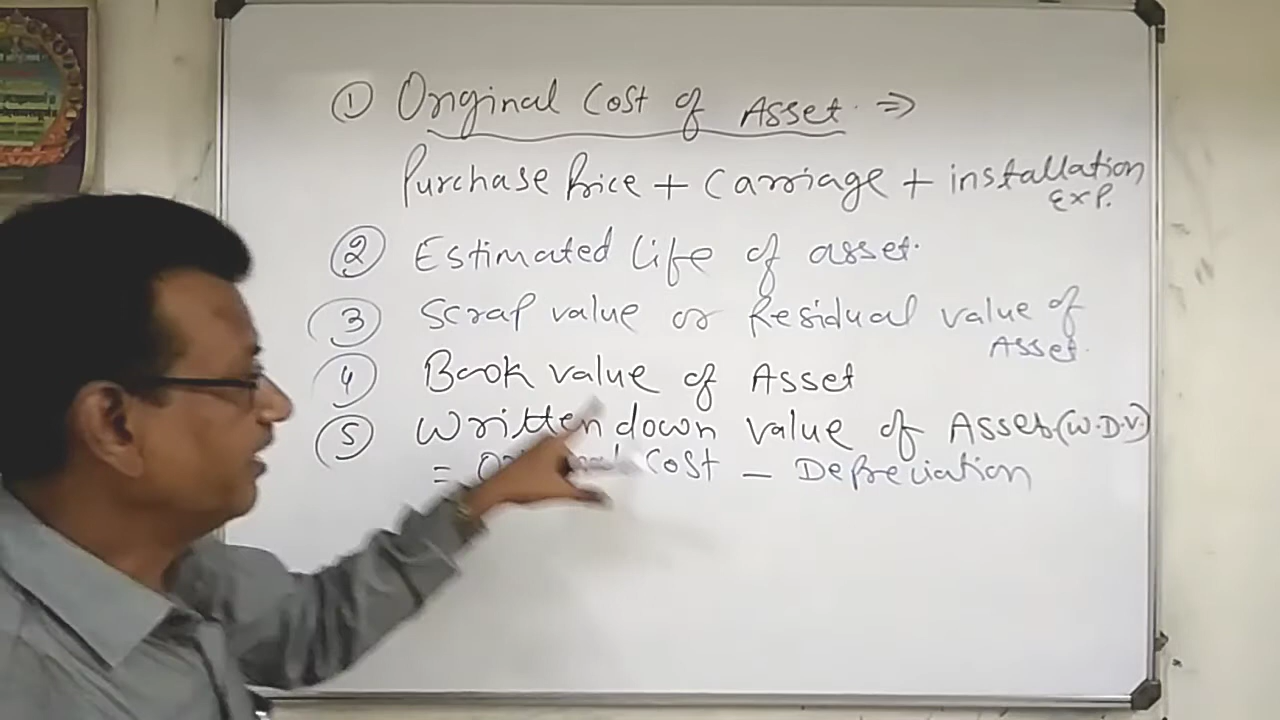 ① Original Cost of Asset. ⇒
Purchase Price + Carriage + installation
Exp.
② Estimated life of asset.
③ Scrap value or Residual value of
Asset.
④ Book value of Asset
⑤ Written down value of Asset (W.D.V.)
= Cost - Depreciation